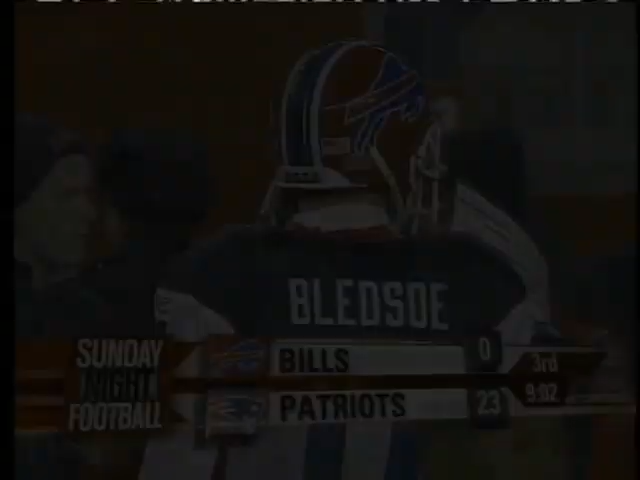 BLEDSOE
SUNDAY
NIGHT
FOOTBALL
BILLS 0
PATRIOTS 23
3rd
9:02